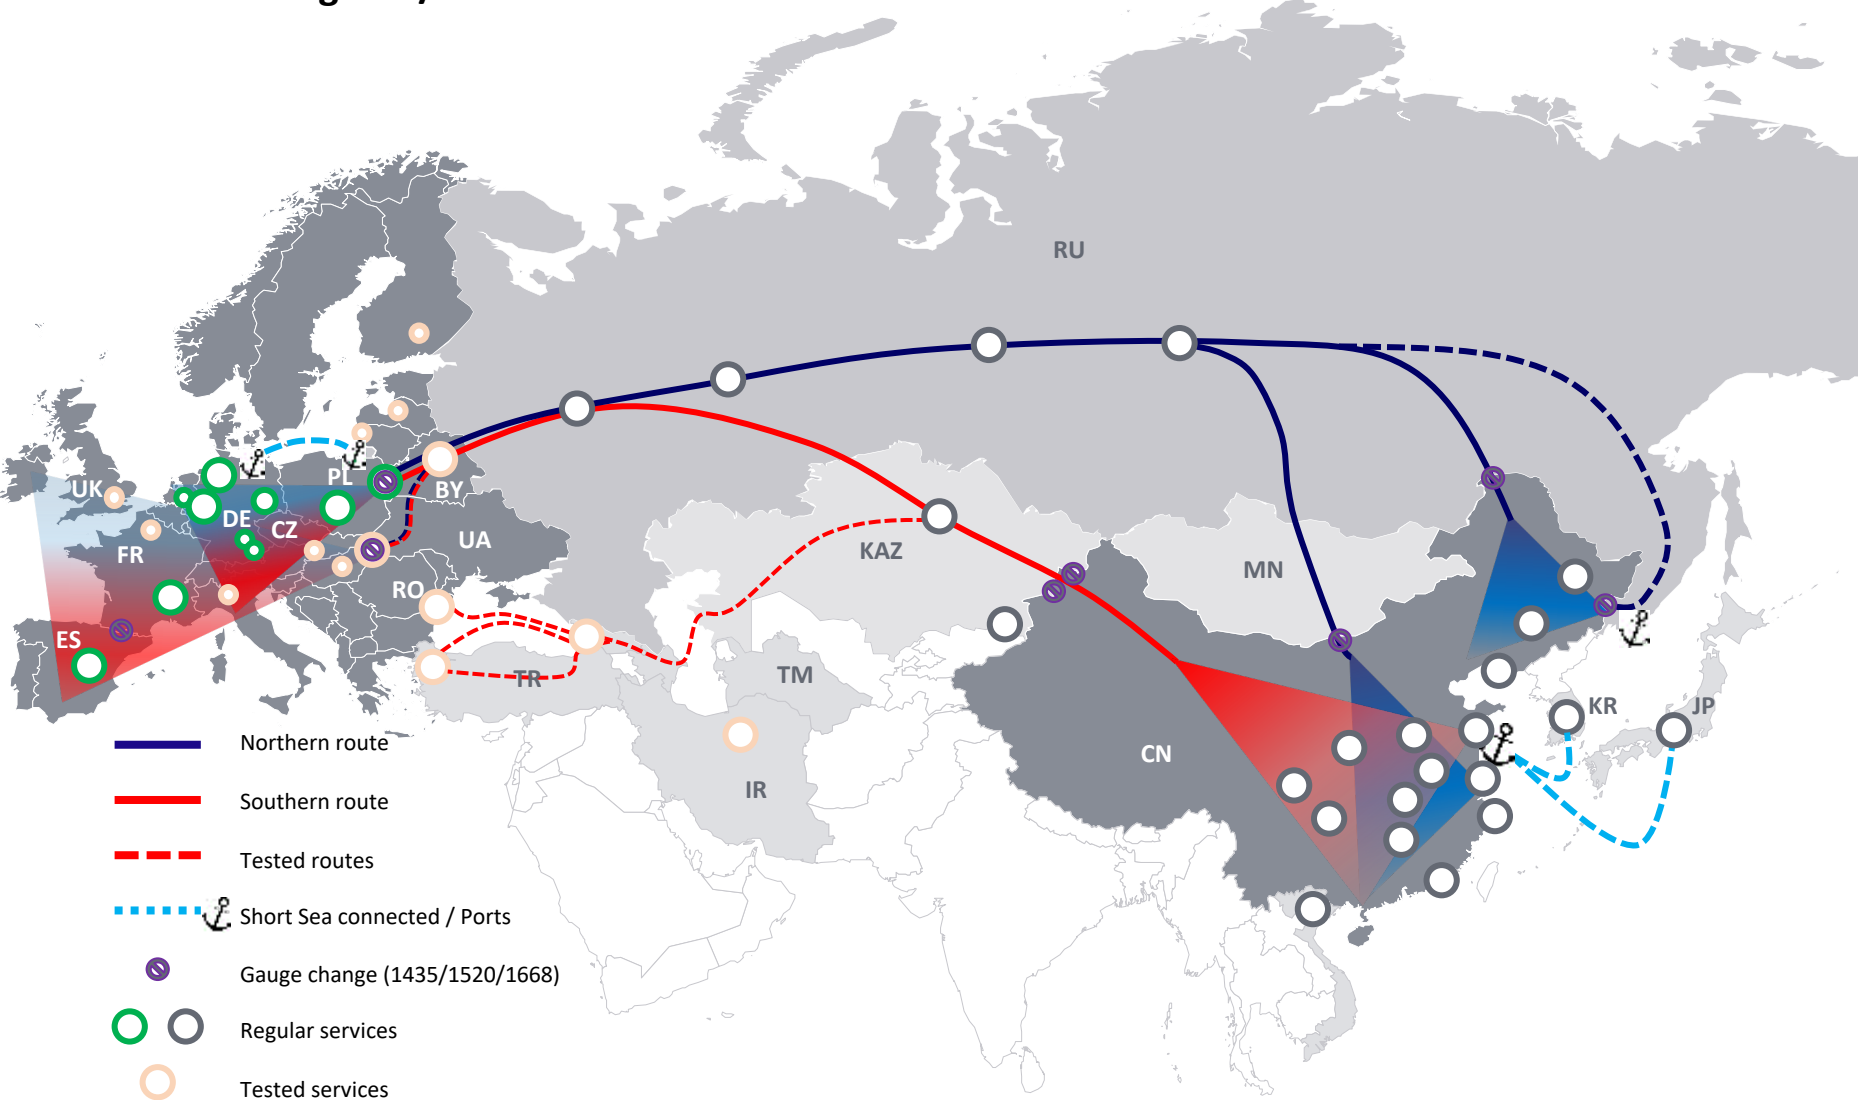 RU
UK
PL
BY
DE
CZ
UA
FR
KAZ
MN
RO
ES
TR
TM
KR
JP
CN
IR
Northern route
Southern route
Tested routes
Short Sea connected / Ports
Gauge change (1435/1520/1668)
Regular services
Tested services